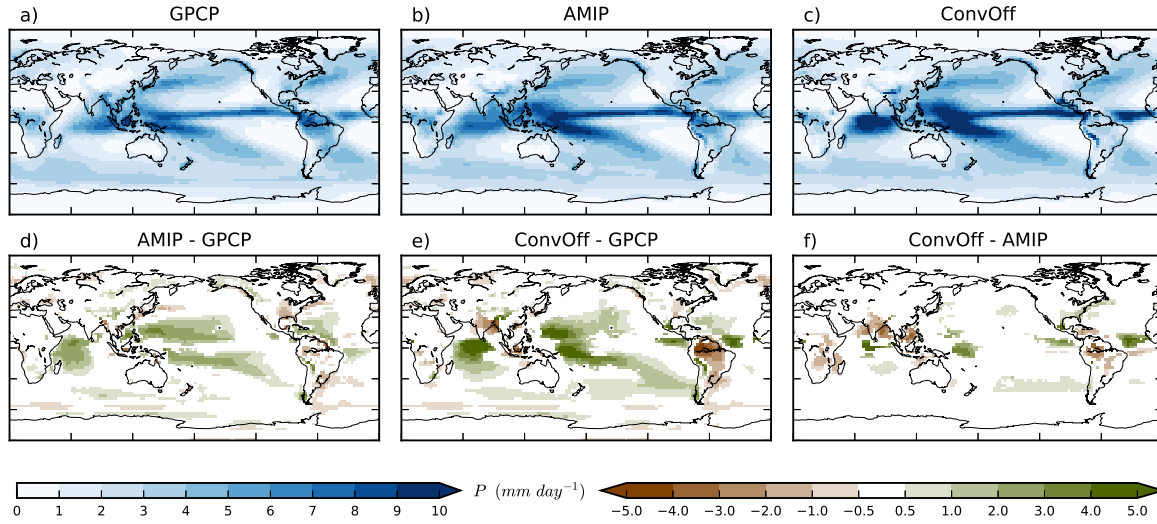 a) GPCP
b) AMIP
c) ConvOff
d) AMIP - GPCP
e) ConvOff - GPCP
f) ConvOff - AMIP
0 1 2 3 4 5 6 7 8 9 10
P (mm day⁻¹)
−5.0 −4.0 −3.0 −2.0 −1.0 −0.5 0.5 1.0 2.0 3.0 4.0 5.0